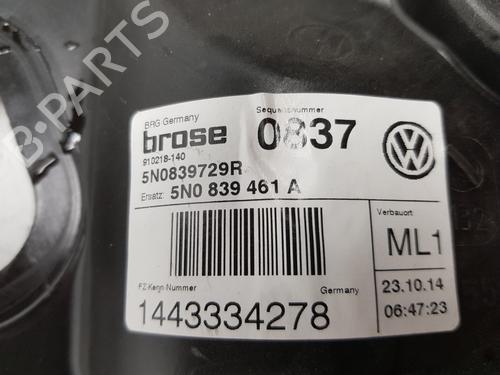 B-PARTS
BRG Germany
Sequenznummer
brose
0837
910218-140
5N0839729R
Ersatz: 5N0 839 461 A
Verbauort
ML1
FZ-Kenn Nummer
Germany
23.10.14
06:47:23
1443334278